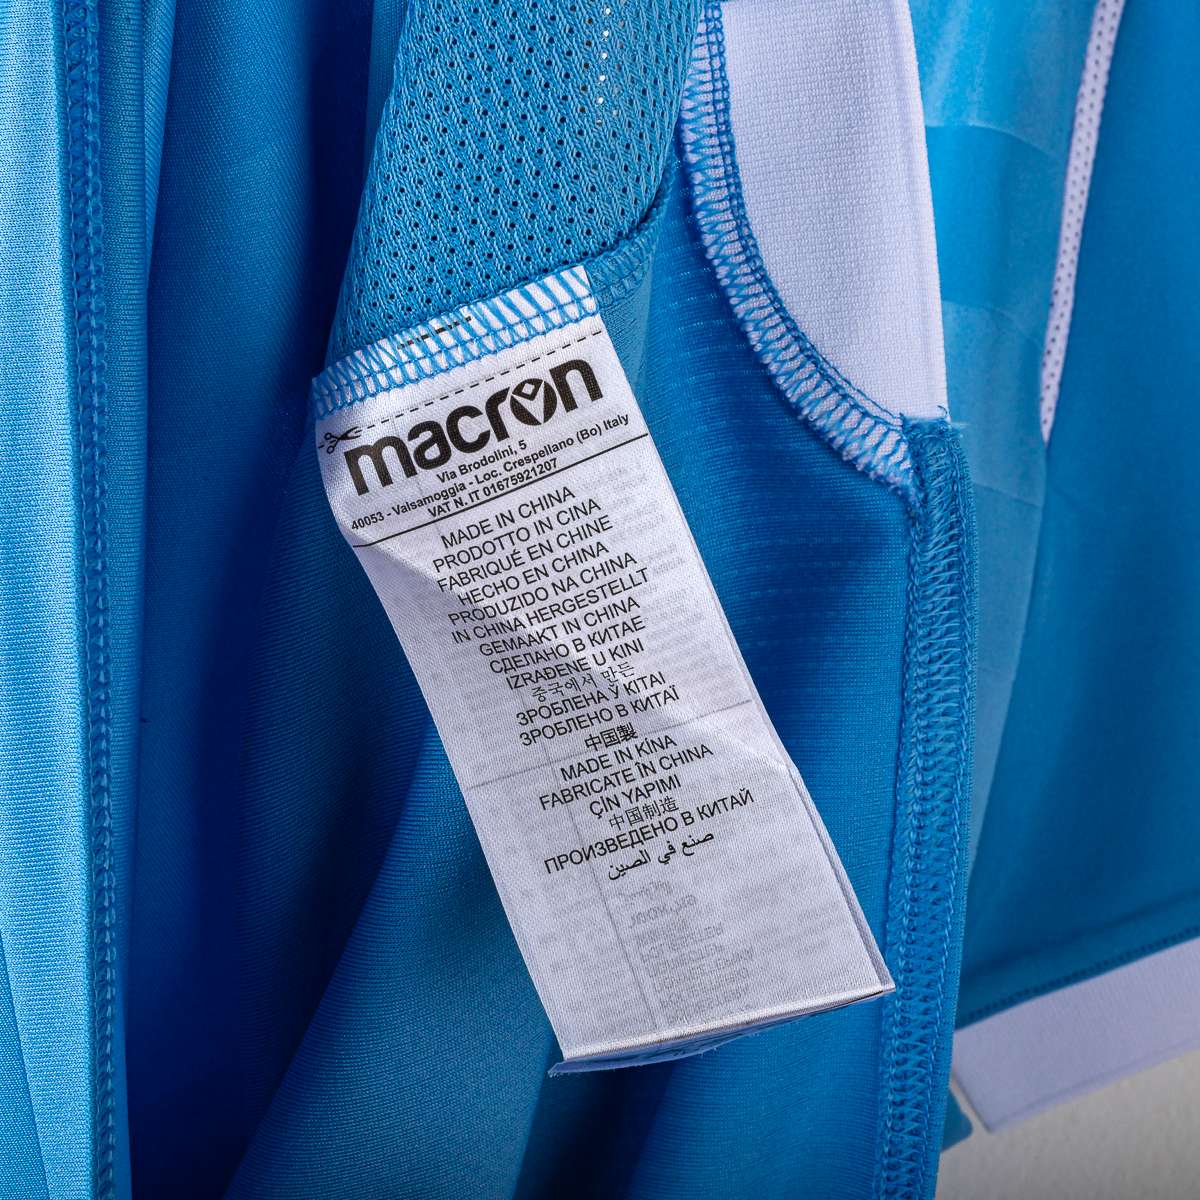 macron
Via Brodolini, 5
40053 - Valsamoggia - Loc. Crespellano (Bo) Italy
VAT N. IT 01675921207
MADE IN CHINA
PRODOTTO IN CINA
FABRIQUÉ EN CHINE
HECHO EN CHINA
PRODUZIDO NA CHINA
IN CHINA HERGESTELLT
GEMAAKT IN CHINA
СДЕЛАНО В КИТАЕ
IZRAĐENE U KINI
중국에서 만든
ЗРОБЛЕНА У КІТАІ
ЗРОБЛЕНО В КИТАЇ
中国製
MADE IN KÍNA
FABRICATE ÎN CHINA
ÇİN YAPIMI
中国制造
ПРОИЗВЕДЕНО В КИТАЙ
صنع في الصين